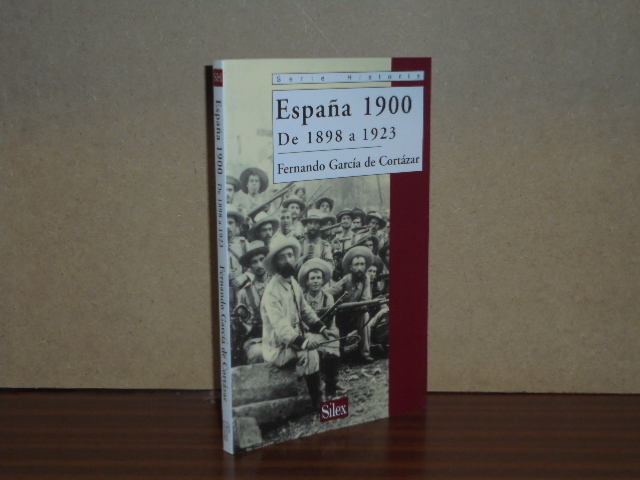 Serie Historia
España 1900
De 1898 a 1923
Fernando García de Cortázar
Silex
España 1900 De 1898 a 1923 Fernando García de Cortázar